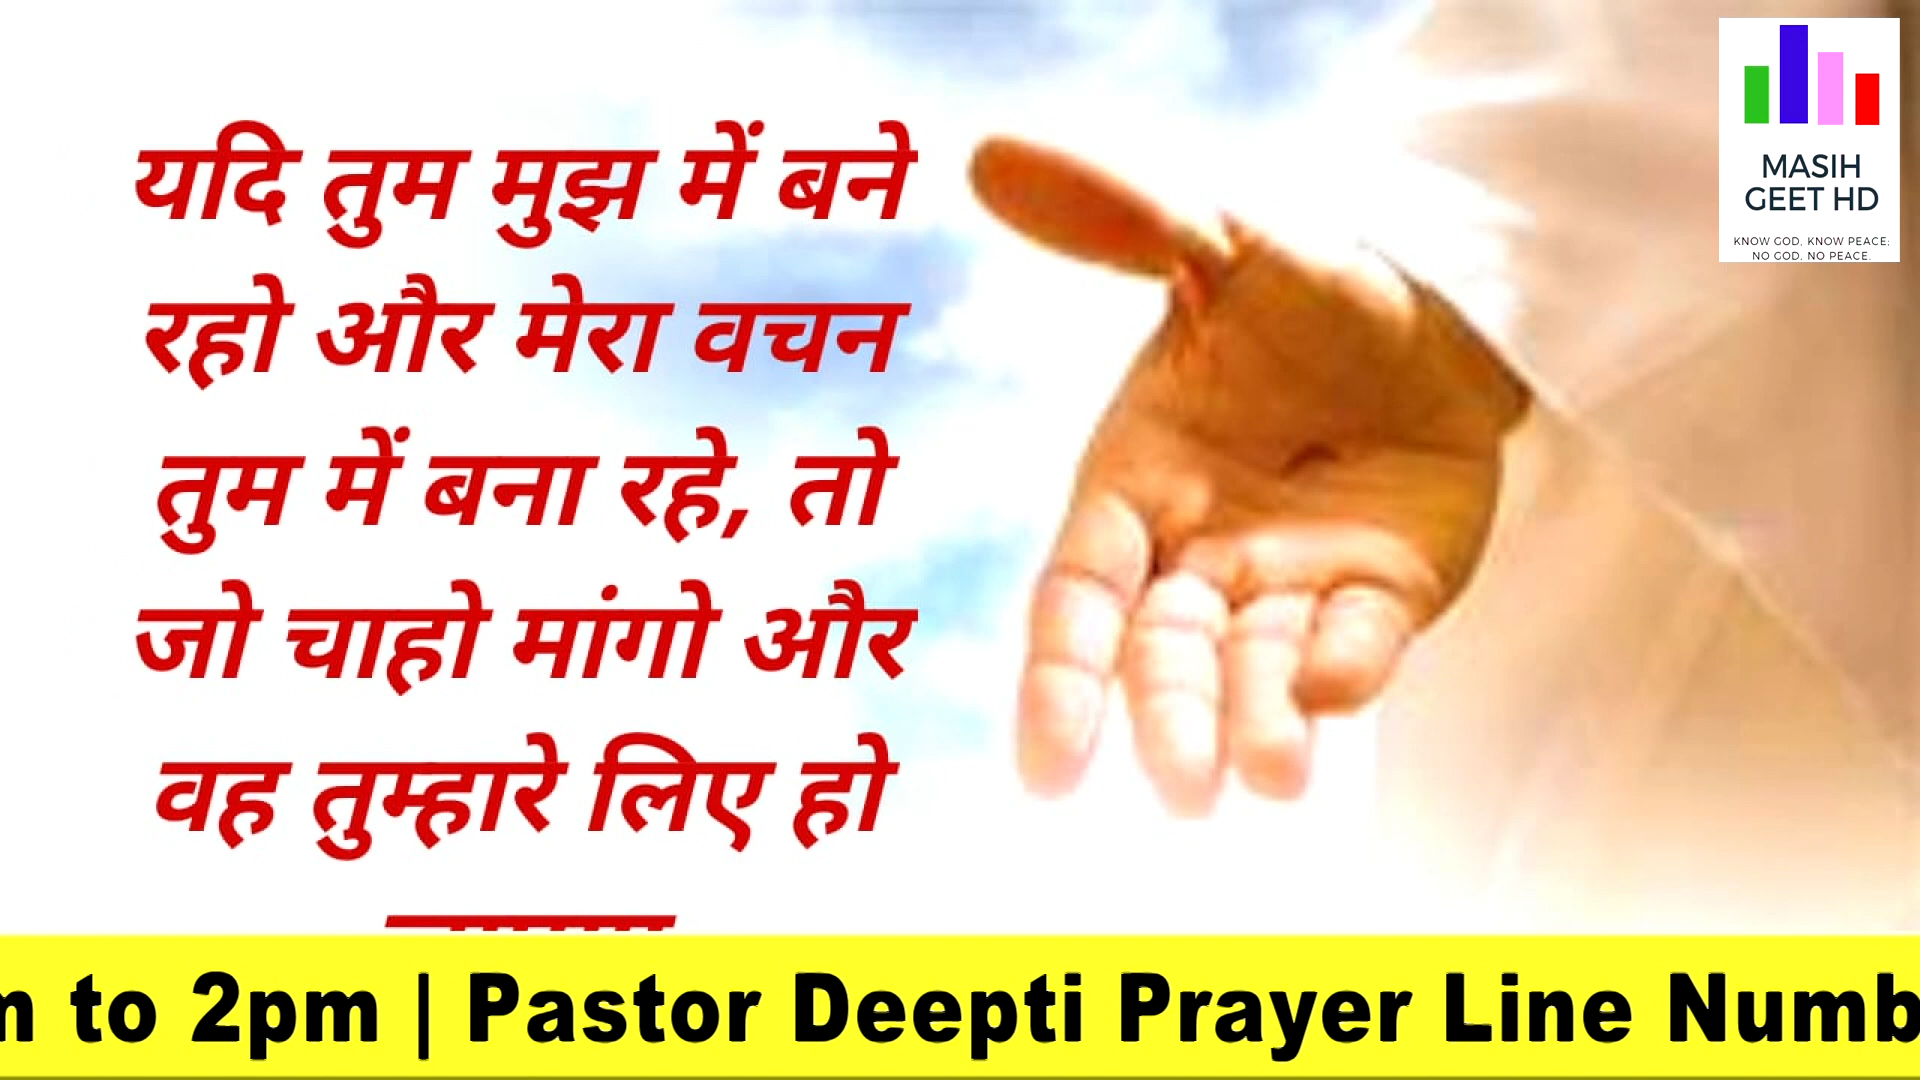 यदि तुम मुझ में बने
रहो और मेरा वचन
तुम में बना रहे, तो
जो चाहो मांगो और
वह तुम्हारे लिए हो
MASIH
GEET HD
KNOW GOD, KNOW PEACE;
NO GOD, NO PEACE.
to 2pm | Pastor Deepti Prayer Line